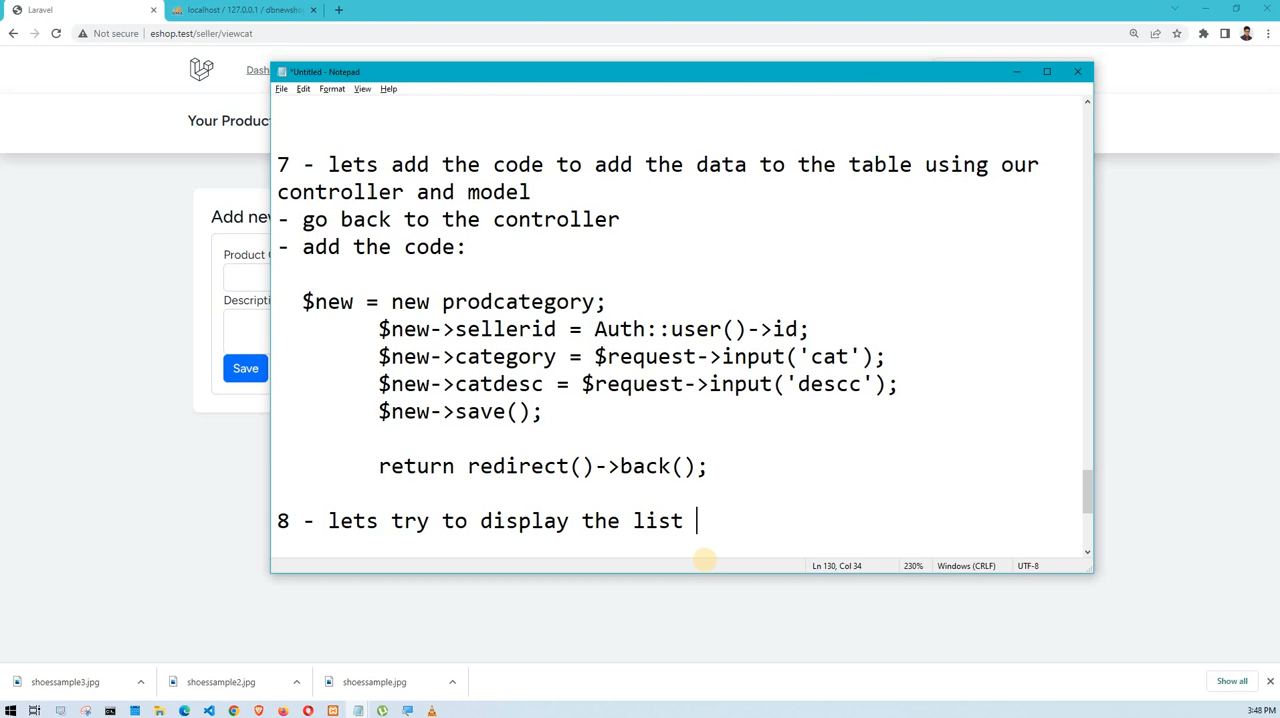 Laravel
localhost / 127.0.0.1 / dbnewsho
Not secure
eshop.test/seller/viewcat
Dash
Your Produc
*Untitled - Notepad
File Edit Format View Help
7 - lets add the code to add the data to the table using our
controller and model
- go back to the controller
- add the code:
$new = new prodcategory;
$new->sellerid = Auth::user()->id;
$new->category = $request->input('cat');
$new->catdesc = $request->input('descc');
$new->save();
return redirect()->back();
8 - lets try to display the list
Ln 130, Col 34
230%
Windows (CRLF)
UTF-8
Add new
Product C
Descripti
Save
shoessample3.jpg
shoessample2.jpg
shoessample.jpg
Show all
3:48 PM